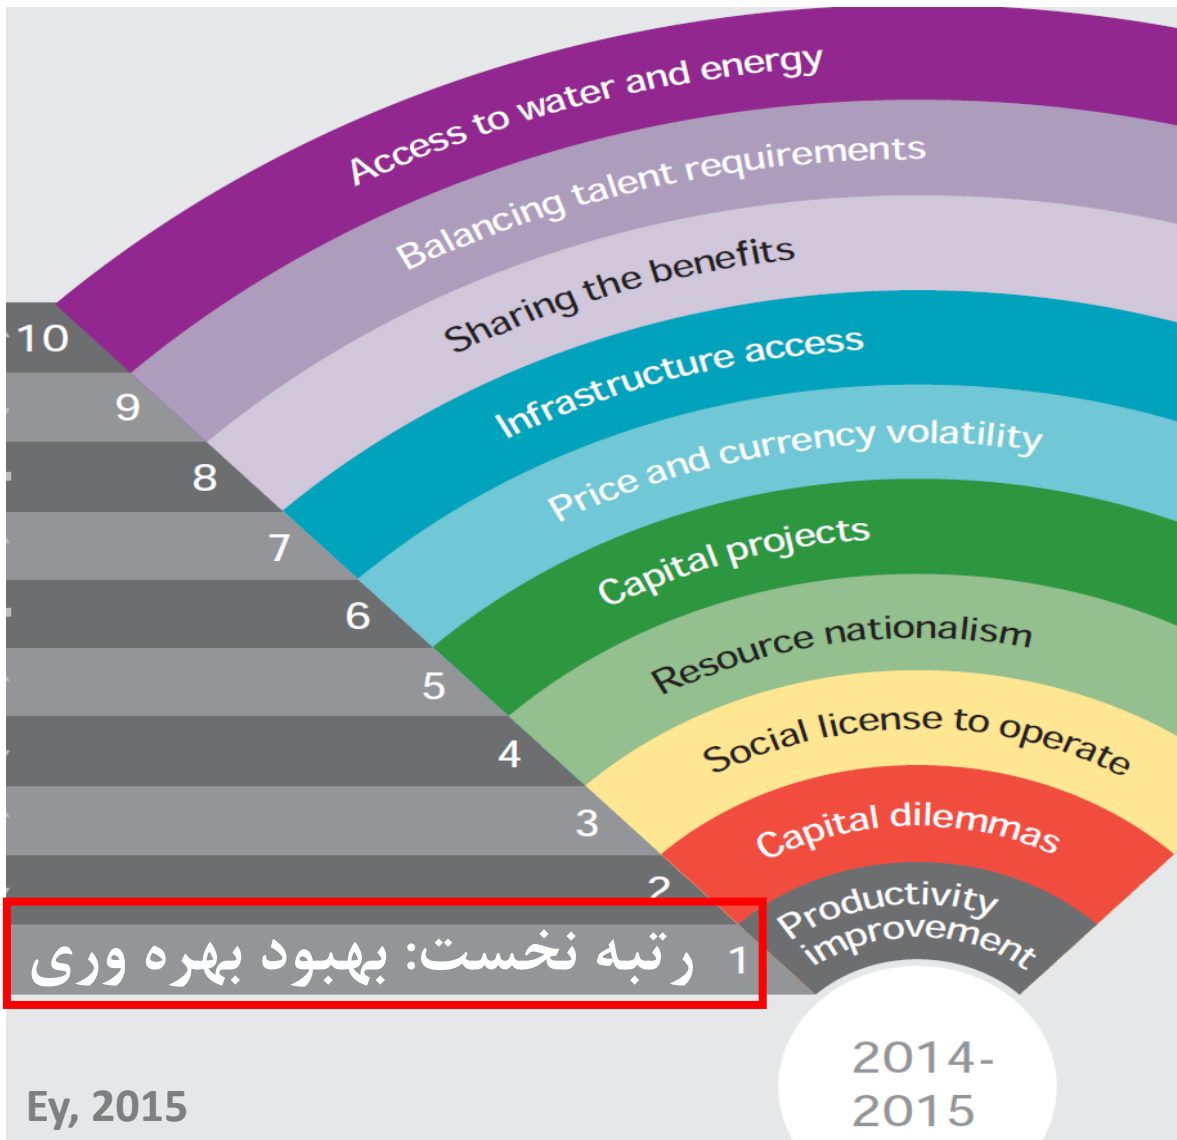 Access to water and energy
Balancing talent requirements
Sharing the benefits
Infrastructure access
Price and currency volatility
Capital projects
Resource nationalism
Social license to operate
Capital dilemmas
Productivity
improvement
10
9
8
7
6
5
4
3
2
1
رتبه نخست: بهبود بهره وری
2014-
2015
Ey, 2015